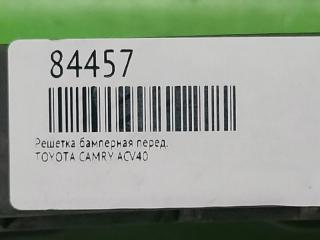 84457
Решетка бамперная перед.
TOYOTA CAMRY ACV40